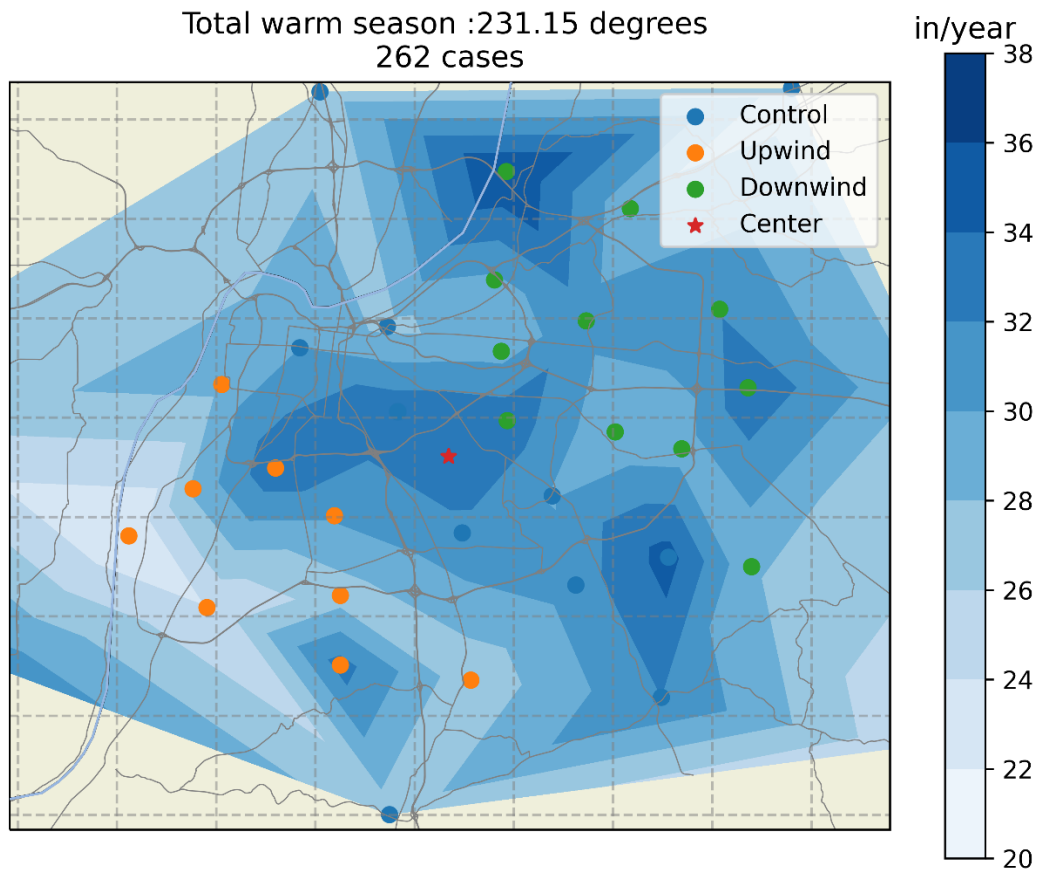 Total warm season :231.15 degrees
262 cases
in/year
Control
Upwind
Downwind
Center
38
36
34
32
30
28
26
24
22
20